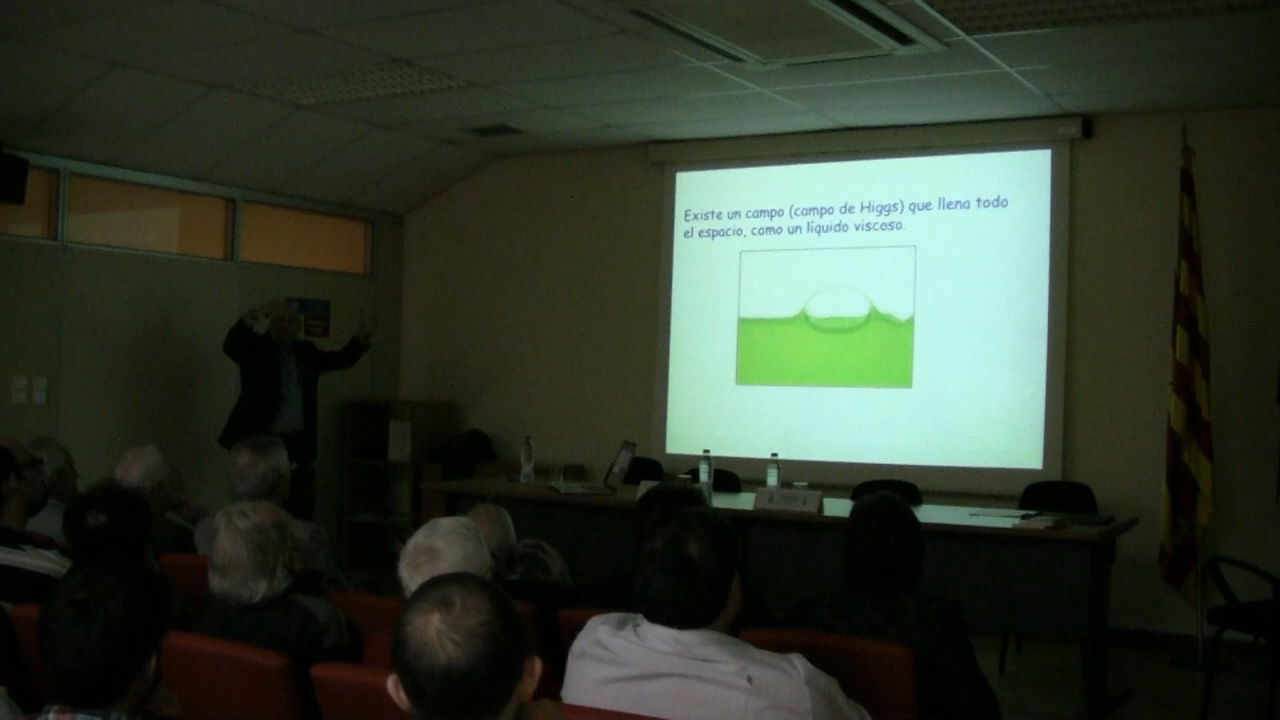 Existe un campo (campo de Higgs) que llena todo
el espacio, como un líquido viscoso.